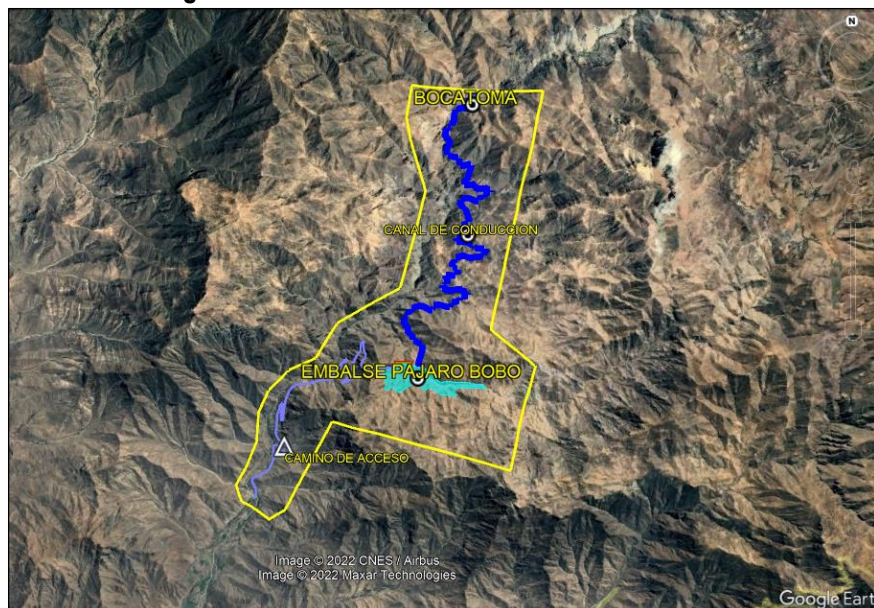 N
BOCATOMA
CANAL DE CONDUCCION
EMBALSE PAJARO BOBO
CAMINO DE ACCESO
Image © 2022 CNES / Airbus
Image © 2022 Maxar Technologies
Google Eart